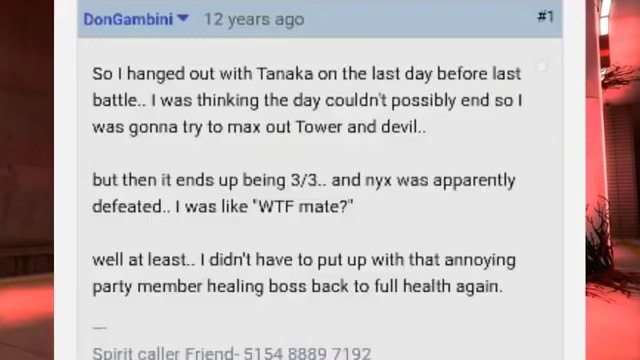 DonGambini 12 years ago #1
So I hanged out with Tanaka on the last day before last
battle.. I was thinking the day couldn't possibly end so I
was gonna try to max out Tower and devil..
but then it ends up being 3/3.. and nyx was apparently
defeated.. I was like "WTF mate?"
well at least.. I didn't have to put up with that annoying
party member healing boss back to full health again.
—
Spirit caller Friend- 5154 8889 7192